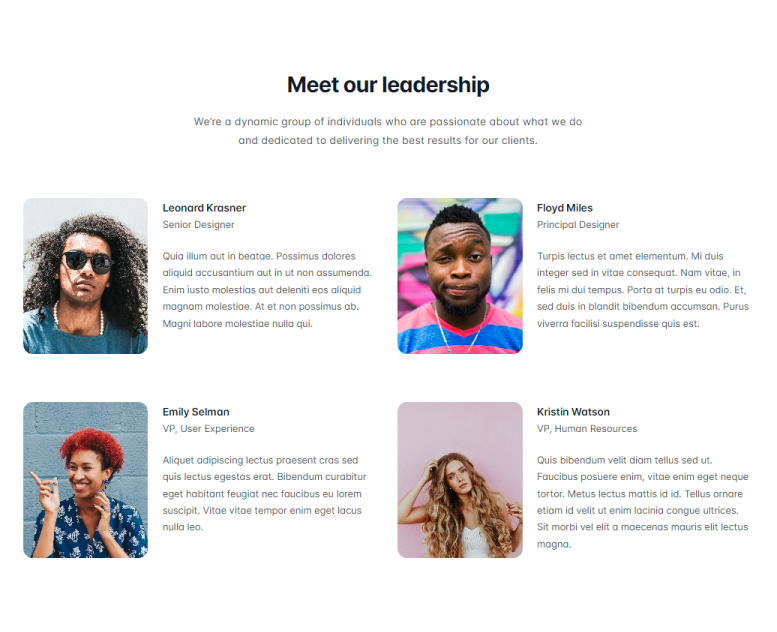 Meet our leadership
We're a dynamic group of individuals who are passionate about what we do
and dedicated to delivering the best results for our clients.
Leonard Krasner
Senior Designer
Quia illum aut in beatae. Possimus dolores
aliquid accusantium aut in ut non assumenda.
Enim iusto molestias aut deleniti eos aliquid
magnam molestiae. At et non possimus ab.
Magni labore molestiae nulla qui.
Floyd Miles
Principal Designer
Turpis lectus et amet elementum. Mi duis
integer sed in vitae consequat. Nam vitae, in
felis mi dui tempus. Porta at turpis eu odio. Et,
sed duis in blandit bibendum accumsan. Purus
viverra facilisi suspendisse quis est.
Emily Selman
VP, User Experience
Aliquet adipiscing lectus praesent cras sed
quis lectus egestas erat. Bibendum curabitur
eget habitant feugiat nec faucibus eu lorem
suscipit. Vitae vitae tempor enim eget lacus
nulla leo.
Kristin Watson
VP, Human Resources
Quis bibendum velit diam tellus sed ut.
Faucibus posuere enim, vitae enim eget neque
tortor. Metus lectus mattis id id. Tellus ornare
etiam id velit ut enim lacinia congue ultrices.
Sit morbi vel elit a maecenas mauris elit lectus
magna.